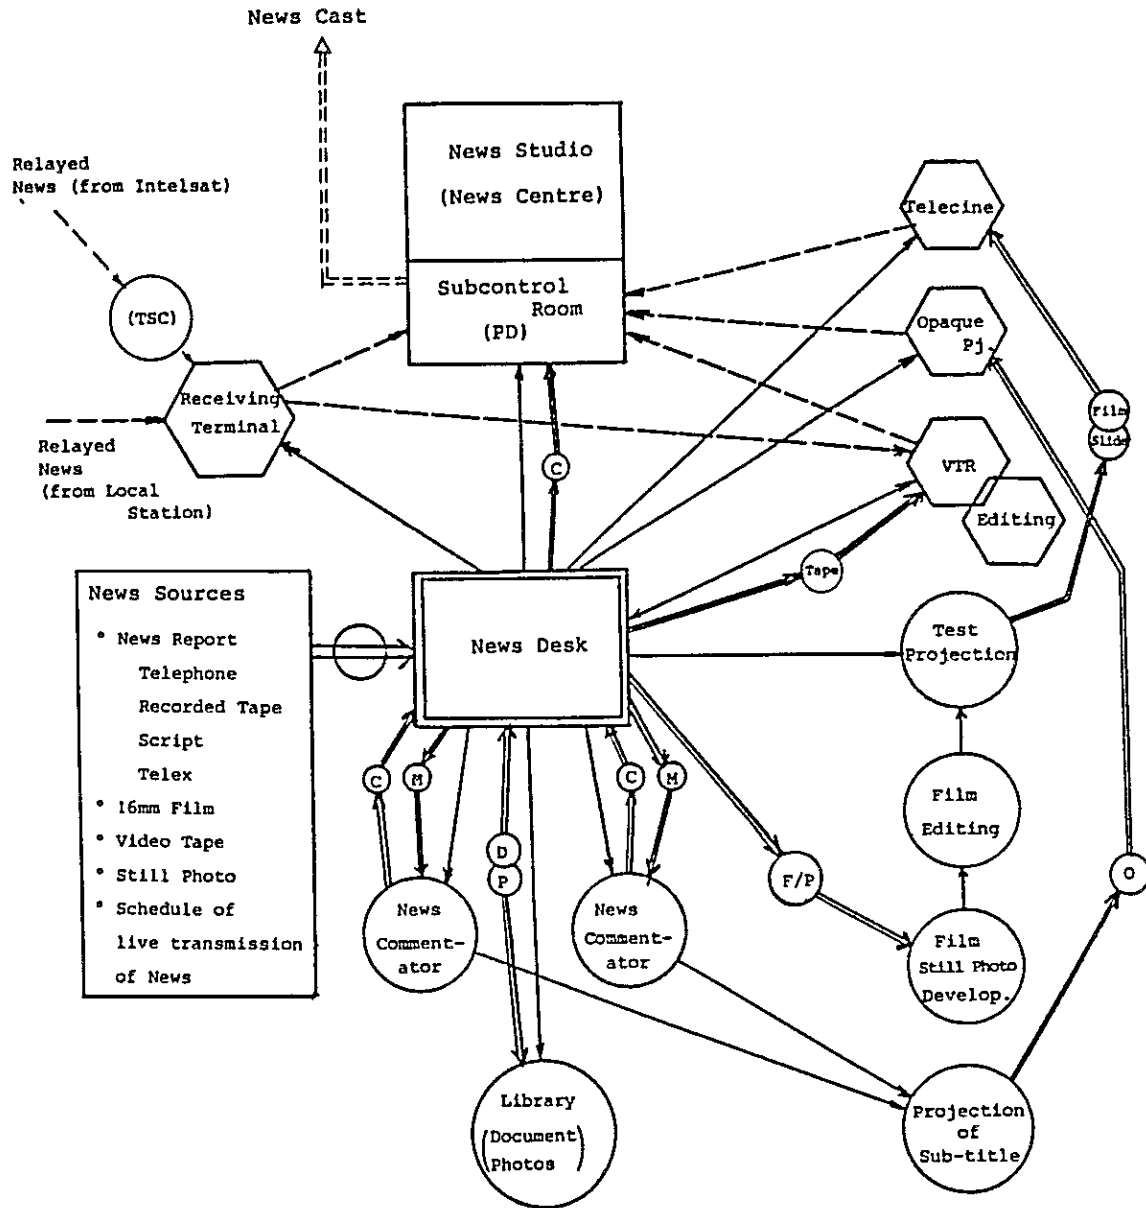 News Cast
News Studio
(News Centre)
Relayed
News (from Intelsat)
Telecine
Subcontrol
Room
(PD)
(TSC)
Opaque
Pj.
Receiving
Terminal
Film
Slide
Relayed
News
(from Local
Station)
C
VTR
Editing
Tape
News Sources
° News Report
Telephone
Recorded Tape
Script
Telex
° 16mm Film
° Video Tape
° Still Photo
° Schedule of
live transmission
of News
News Desk
Test
Projection
C
M
C
M
Film
Editing
D
P
F/P
O
News
Comment-
ator
News
Comment-
ator
Film
Still Photo
Develop.
Library
(Document
Photos)
Projection
of
Sub-title